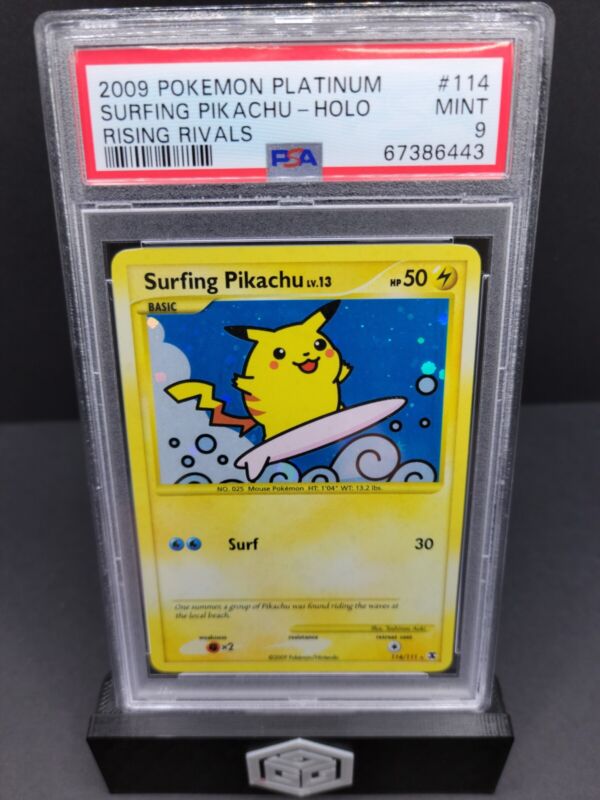 2009 POKEMON PLATINUM #114
SURFING PIKACHU - HOLO MINT
RISING RIVALS 9
PSA 67386443
Surfing Pikachu LV.13 HP 50
BASIC
NO. 025 Mouse Pokémon HT: 1'04" WT: 13.2 lbs.
Surf 30
One summer, a group of Pikachu was found riding the waves at
the local beach.
Illus. Toshinao Aoki
weakness resistance retreat cost
×2
©2009 Pokémon/Nintendo 114/111